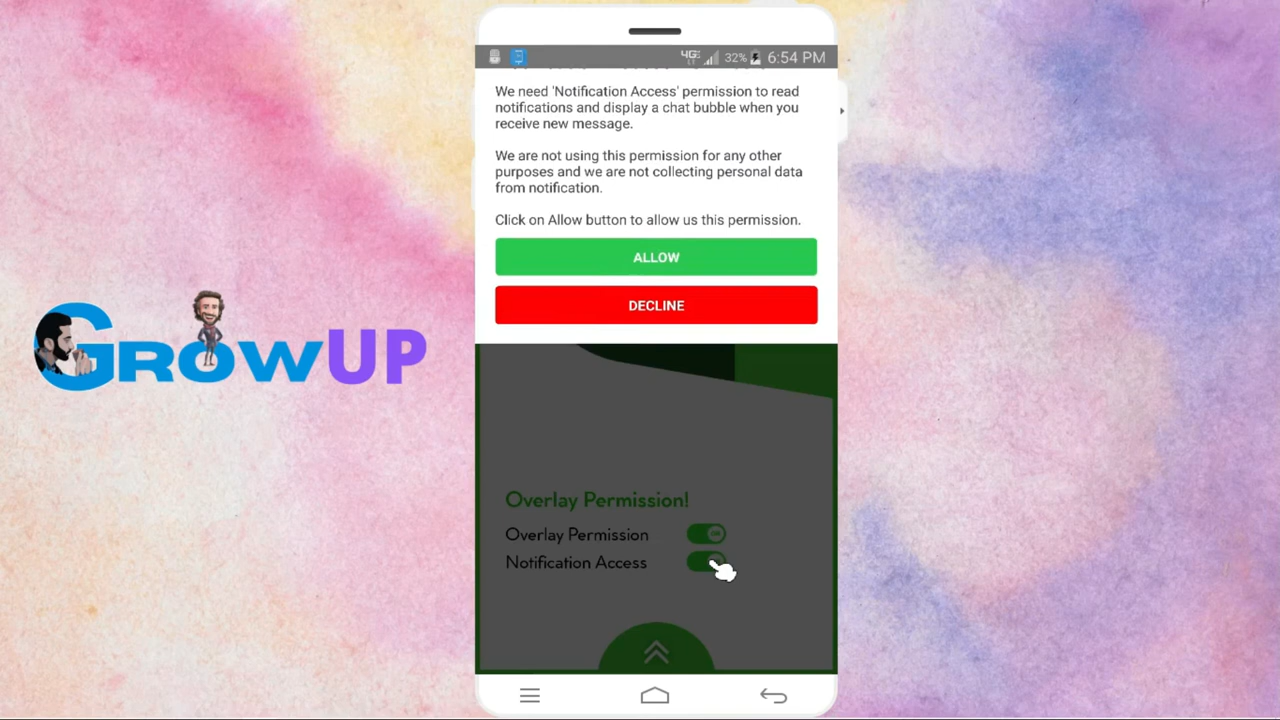 4G LTE 32% 6:54 PM
We need 'Notification Access' permission to read
notifications and display a chat bubble when you
receive new message.
We are not using this permission for any other
purposes and we are not collecting personal data
from notification.
Click on Allow button to allow us this permission.
ALLOW
DECLINE
GROWUP
Overlay Permission!
Overlay Permission ON
Notification Access